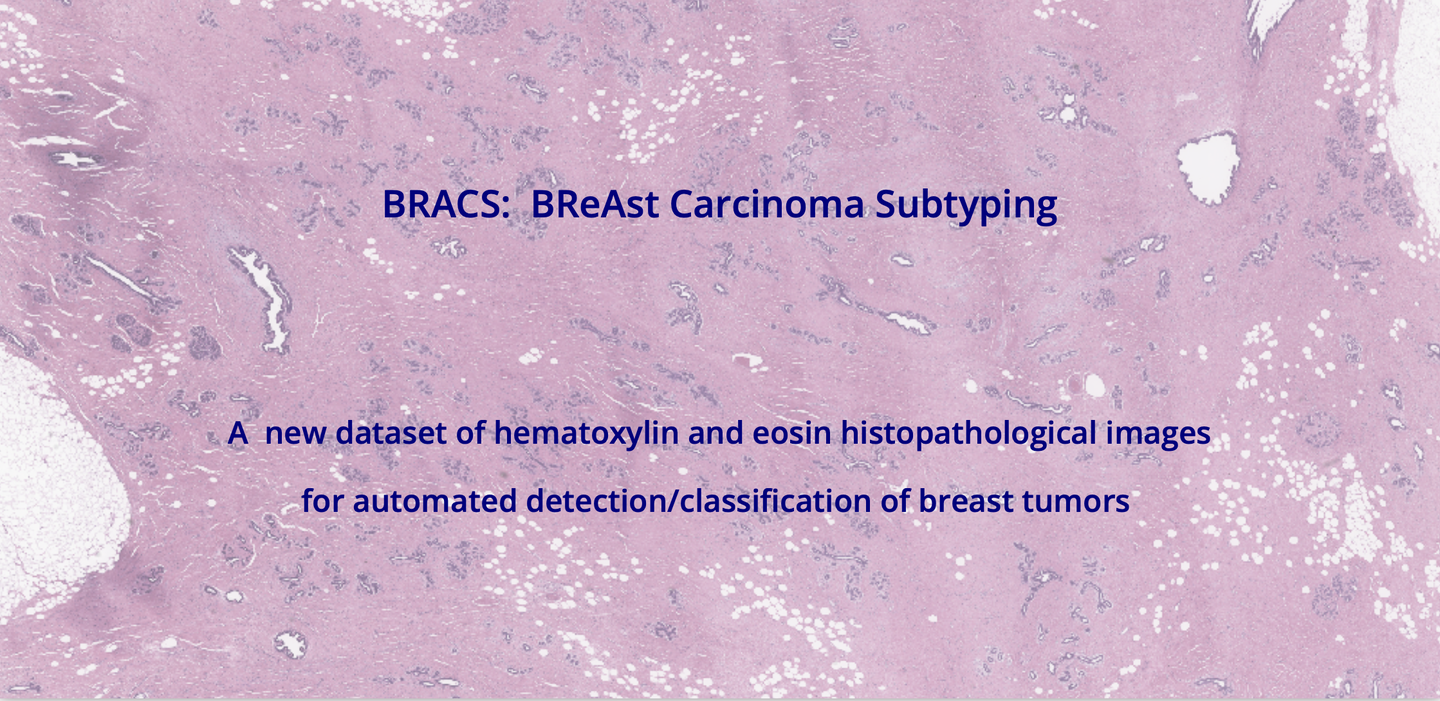 BRACS: BReAst Carcinoma Subtyping
A new dataset of hematoxylin and eosin histopathological images
for automated detection/classification of breast tumors